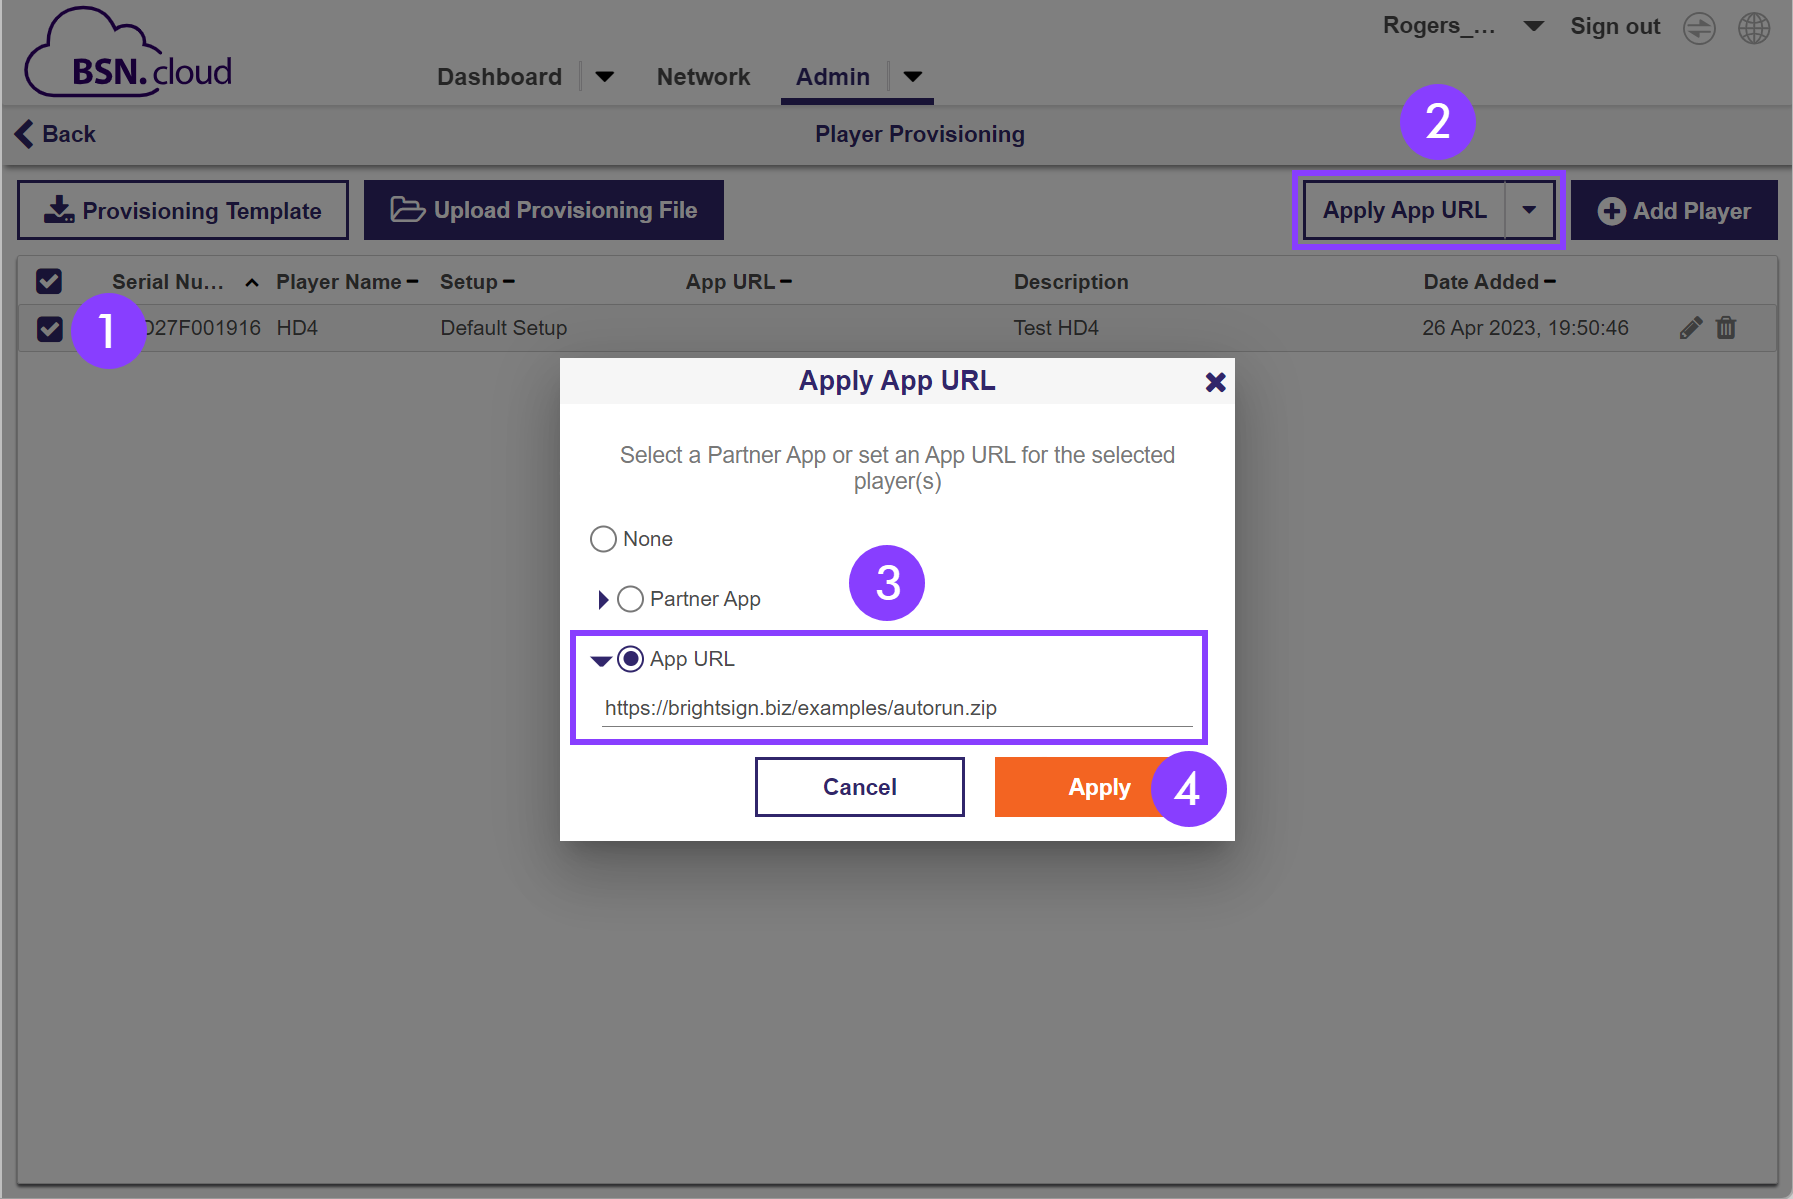 BSN.cloud
Dashboard
Network
Admin
Rogers_...
Sign out
Back
Player Provisioning
2
Provisioning Template
Upload Provisioning File
Apply App URL
Add Player
Serial Nu...
Player Name
Setup
App URL
Description
Date Added
1
D27F001916
HD4
Default Setup
Test HD4
26 Apr 2023, 19:50:46
Apply App URL
Select a Partner App or set an App URL for the selected
player(s)
None
3
Partner App
App URL
https://brightsign.biz/examples/autorun.zip
Cancel
Apply
4